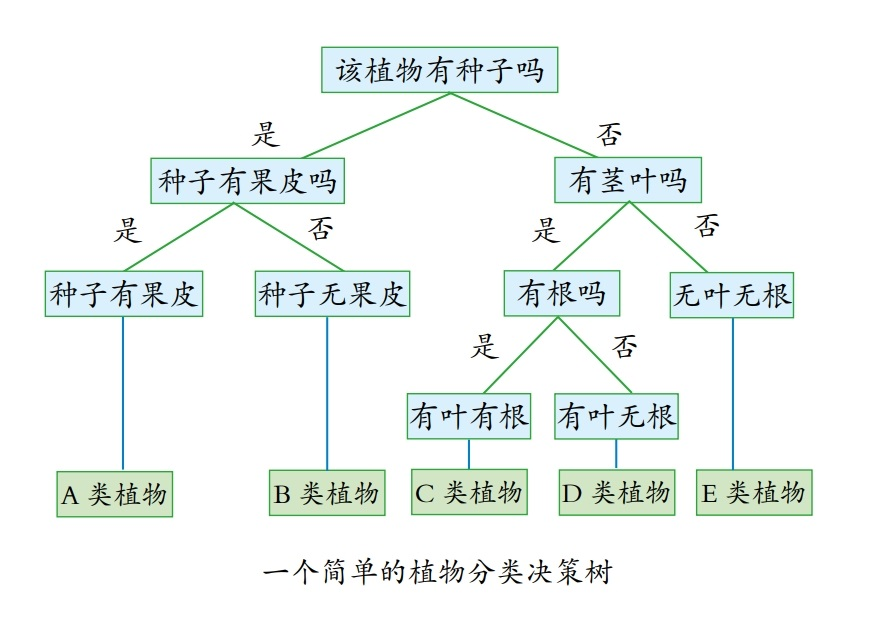 该植物有种子吗
是
否
种子有果皮吗
有茎叶吗
是
否
是
否
种子有果皮
种子无果皮
有根吗
无叶无根
是
否
有叶有根
有叶无根
A 类植物
B 类植物
C 类植物
D 类植物
E 类植物
一个简单的植物分类决策树